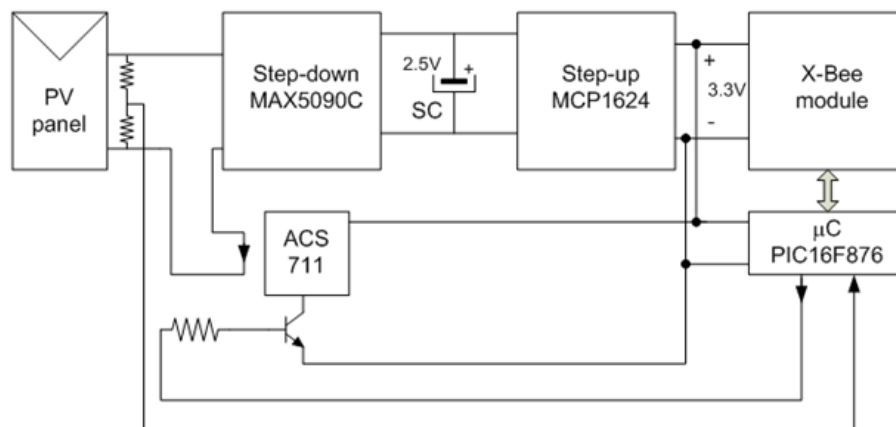 PV
panel
Step-down
MAX5090C
2.5V
+
SC
Step-up
MCP1624
+
3.3V
-
X-Bee
module
ACS
711
μC
PIC16F876